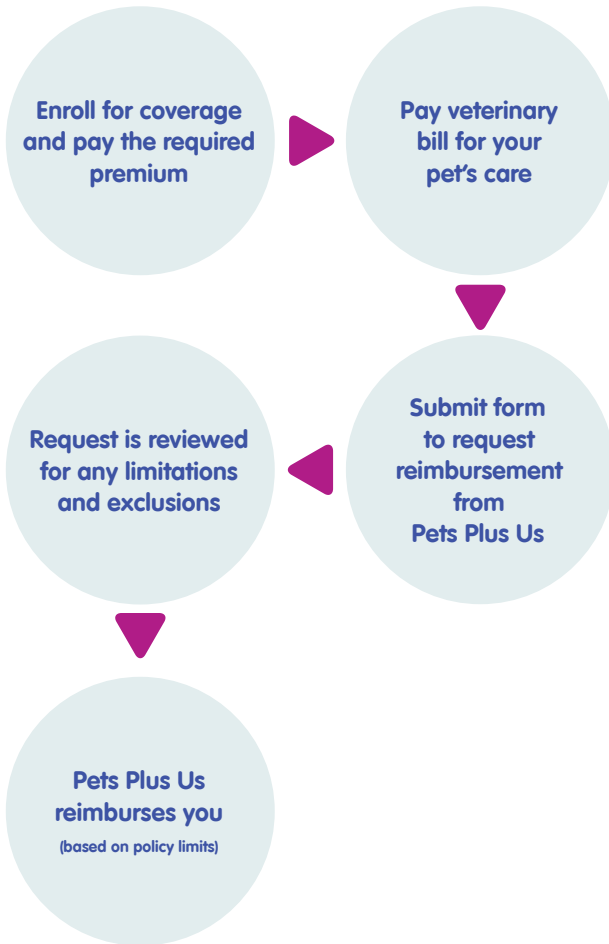 Enroll for coverage
and pay the required
premium
Pay veterinary
bill for your
pet's care
Submit form
to request
reimbursement
from
Pets Plus Us
Request is reviewed
for any limitations
and exclusions
Pets Plus Us
reimburses you
(based on policy limits)